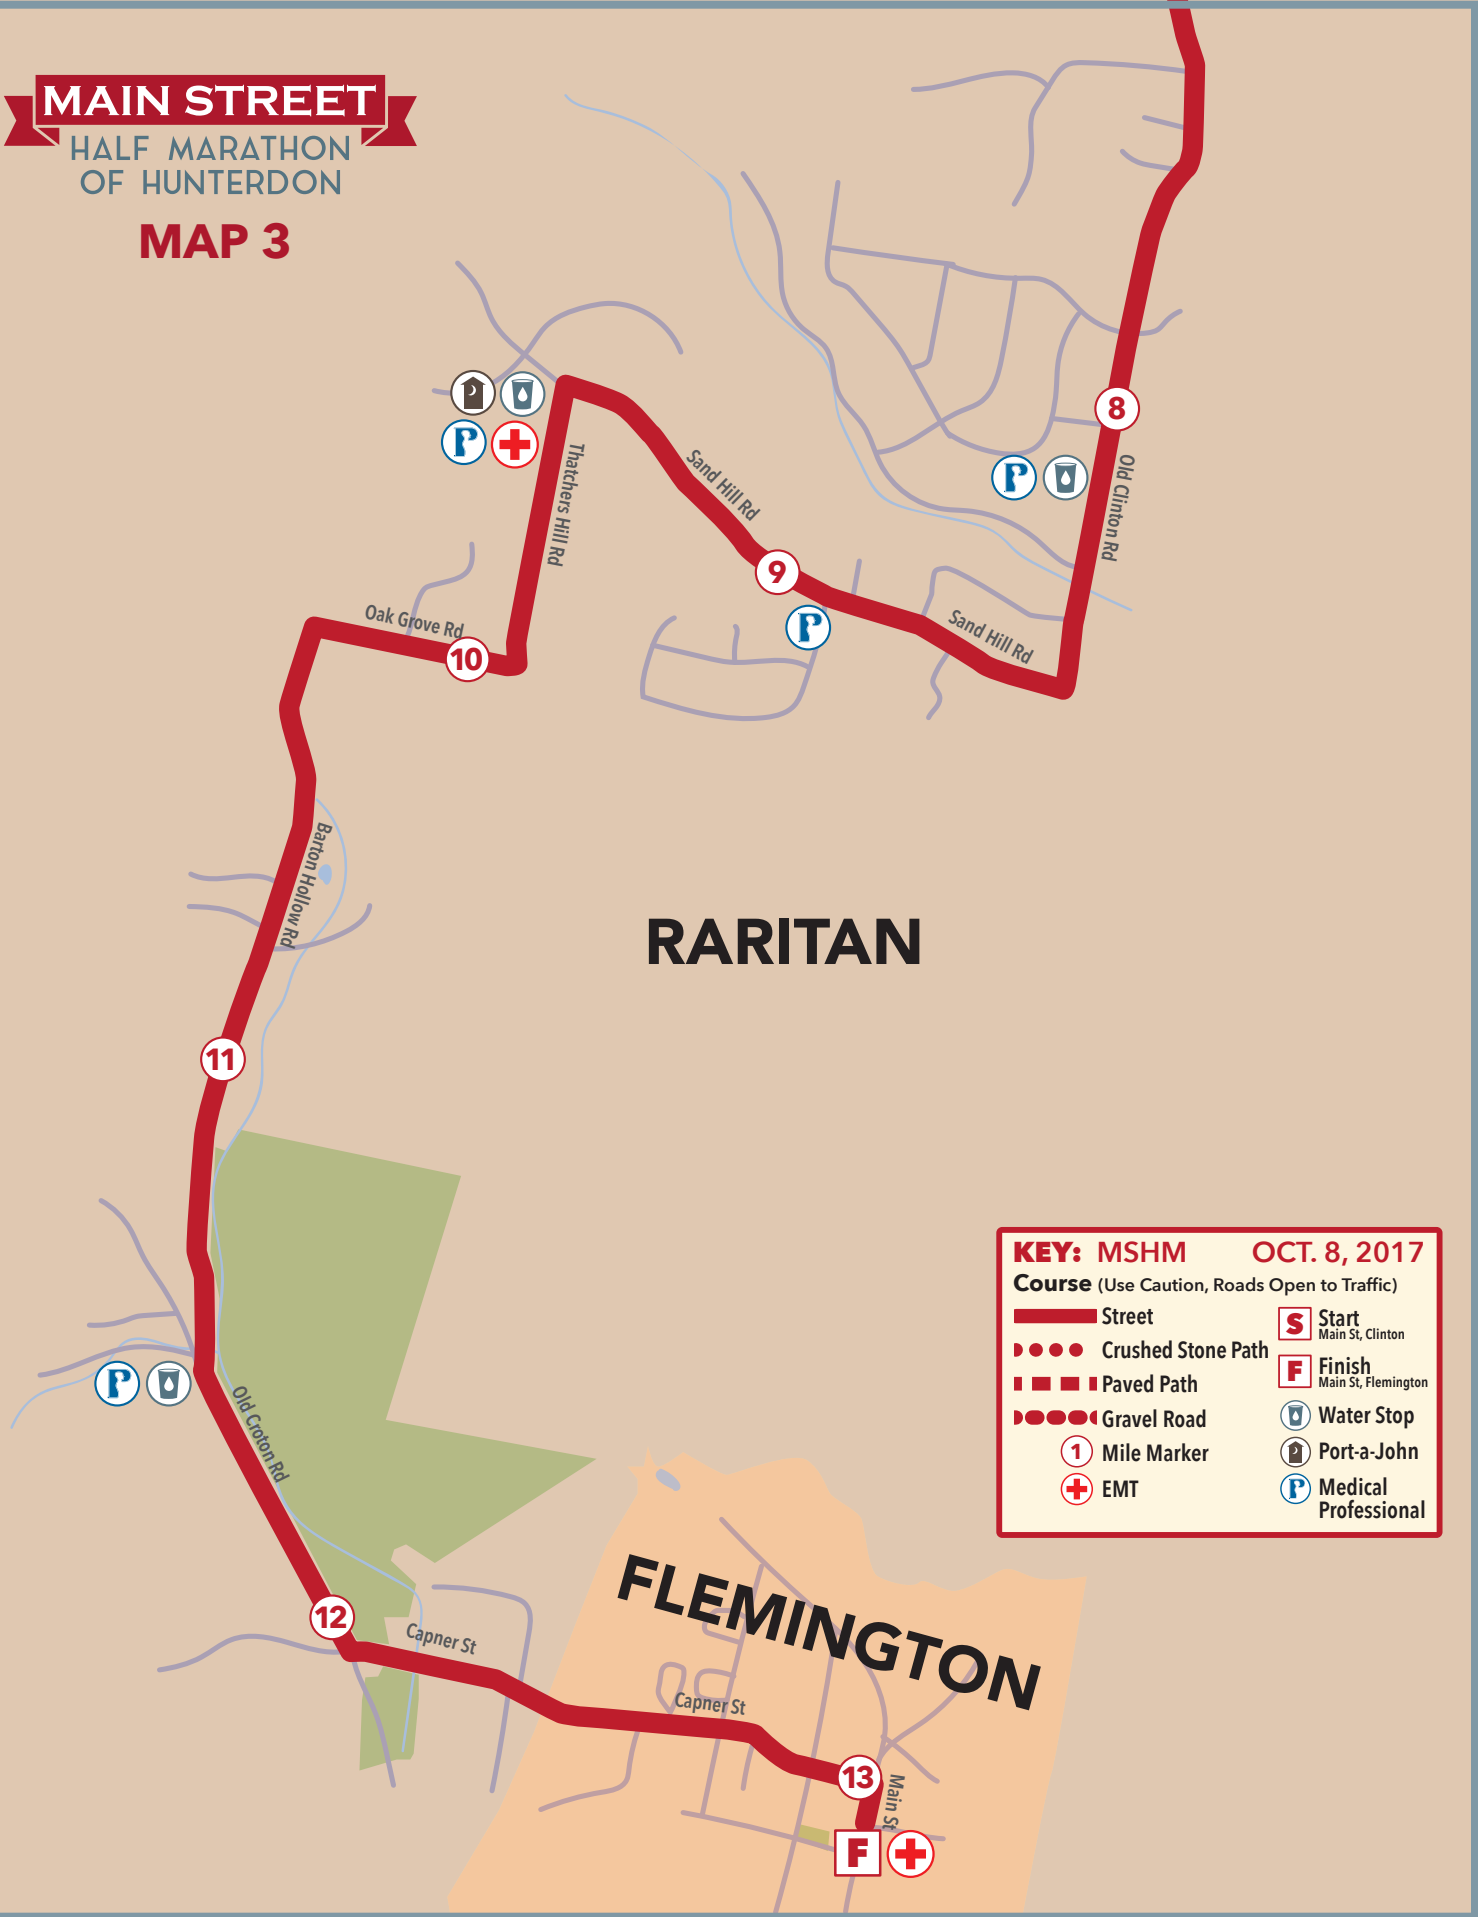 MAIN STREET
HALF MARATHON
OF HUNTERDON
MAP 3
8
Old Clinton Rd
Thatchers Hill Rd
Sand Hill Rd
9
Sand Hill Rd
Oak Grove Rd
10
Barton Hollow Rd
RARITAN
11
KEY: MSHM OCT. 8, 2017
Course (Use Caution, Roads Open to Traffic)
Street
Crushed Stone Path
Paved Path
Gravel Road
1 Mile Marker
EMT
S Start
Main St, Clinton
F Finish
Main St, Flemington
Water Stop
Port-a-John
P Medical
Professional
P
P
P
P
Old Croton Rd
12
Capner St
FLEMINGTON
Capner St
13
Main St
F